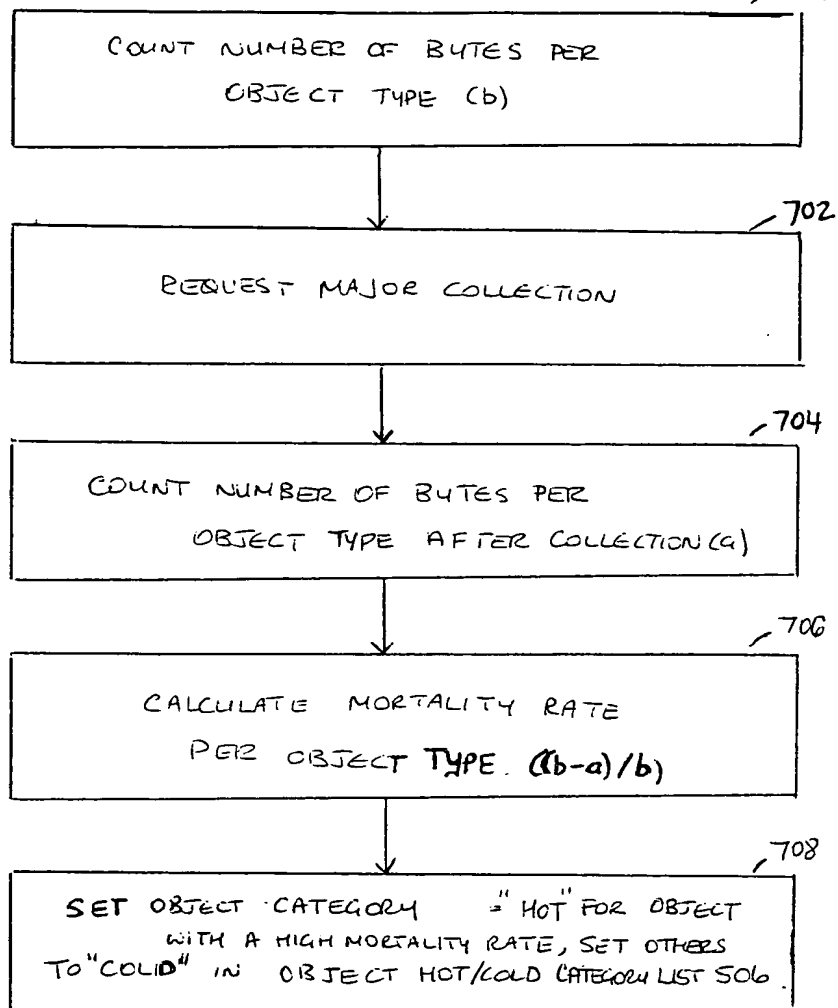 COUNT NUMBER OF BYTES PER
OBJECT TYPE (b)
702
REQUEST MAJOR COLLECTION
704
COUNT NUMBER OF BYTES PER
OBJECT TYPE AFTER COLLECTION (a)
706
CALCULATE MORTALITY RATE
PER OBJECT TYPE. ((b-a)/b)
708
SET OBJECT CATEGORY = "HOT" FOR OBJECT
WITH A HIGH MORTALITY RATE, SET OTHERS
TO "COLD" IN OBJECT HOT/COLD CATEGORY LIST 506.